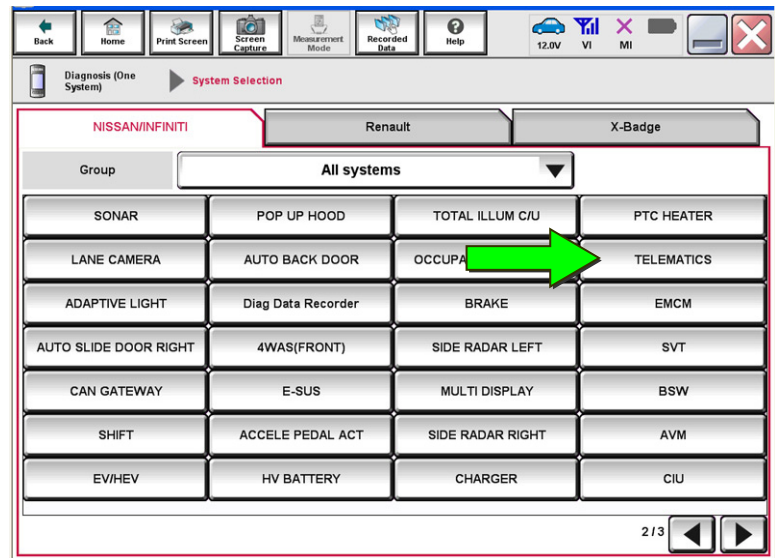 Back
Home
Print Screen
Screen
Capture
Measurement
Mode
Recorded
Data
Help
12.0V
VI
MI
Diagnosis (One
System)
System Selection
NISSAN/INFINITI
Renault
X-Badge
Group
All systems
SONAR
POP UP HOOD
TOTAL ILLUM C/U
PTC HEATER
LANE CAMERA
AUTO BACK DOOR
TELEMATICS
ADAPTIVE LIGHT
Diag Data Recorder
BRAKE
EMCM
AUTO SLIDE DOOR RIGHT
4WAS(FRONT)
SIDE RADAR LEFT
SVT
CAN GATEWAY
E-SUS
MULTI DISPLAY
BSW
SHIFT
ACCELE PEDAL ACT
SIDE RADAR RIGHT
AVM
EV/HEV
HV BATTERY
CHARGER
CIU
2/3